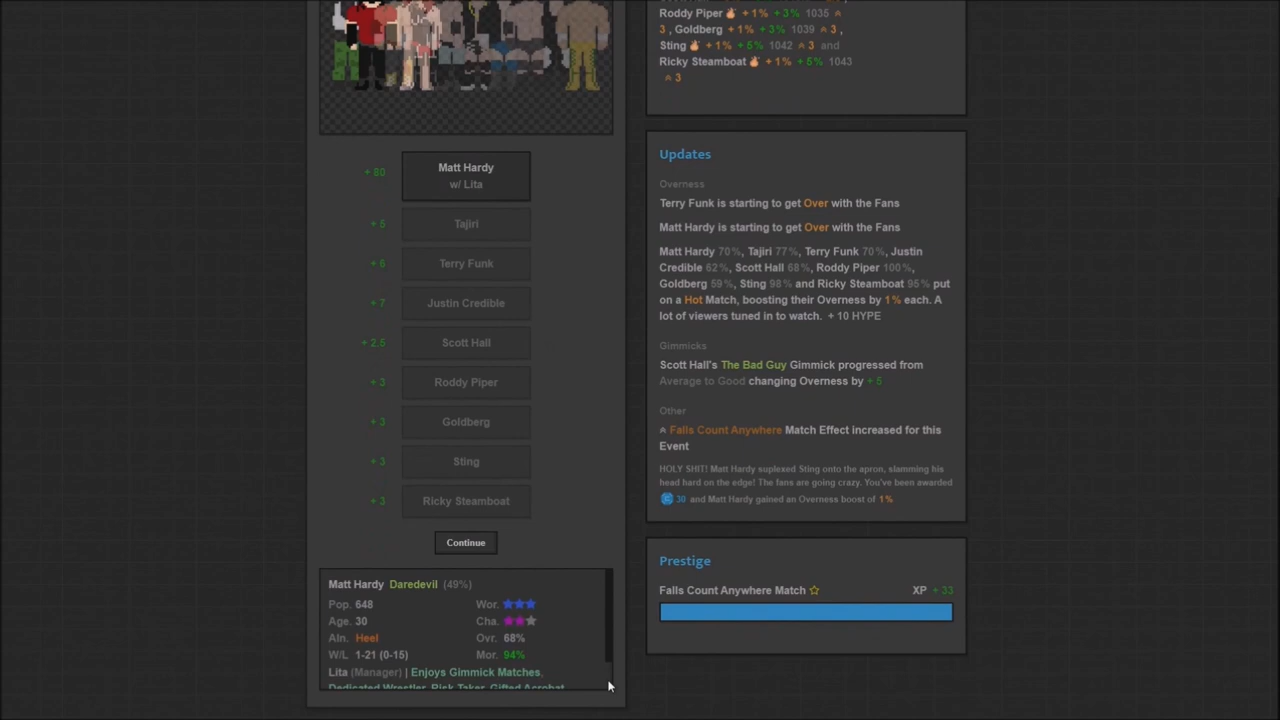 Roddy Piper + 1% + 3% 1035
3 , Goldberg + 1% + 3% 1039 3 ,
Sting + 1% + 5% 1042 3 and
Ricky Steamboat + 1% + 5% 1043
3
+ 80 Matt Hardy
w/ Lita
+ 5 Tajiri
+ 6 Terry Funk
+ 7 Justin Credible
+ 2.5 Scott Hall
+ 3 Roddy Piper
+ 3 Goldberg
+ 3 Sting
+ 3 Ricky Steamboat
Continue
Matt Hardy Daredevil (49%)
Pop. 648 Wor.
Age. 30 Cha.
Aln. Heel Ovr. 68%
W/L 1-21 (0-15) Mor. 94%
Lita (Manager) | Enjoys Gimmick Matches,
Dedicated Wrestler, Risk Taker, Gifted Acrobat,
Updates
Overness
Terry Funk is starting to get Over with the Fans
Matt Hardy is starting to get Over with the Fans
Matt Hardy 70%, Tajiri 77%, Terry Funk 70%, Justin
Credible 62%, Scott Hall 68%, Roddy Piper 100%,
Goldberg 59%, Sting 98% and Ricky Steamboat 95% put
on a Hot Match, boosting their Overness by 1% each. A
lot of viewers tuned in to watch. + 10 HYPE
Gimmicks
Scott Hall's The Bad Guy Gimmick progressed from
Average to Good changing Overness by + 5
Other
Falls Count Anywhere Match Effect increased for this
Event
HOLY SHIT! Matt Hardy suplexed Sting onto the apron, slamming his
head hard on the edge! The fans are going crazy. You've been awarded
30 and Matt Hardy gained an Overness boost of 1%
Prestige
Falls Count Anywhere Match XP + 33